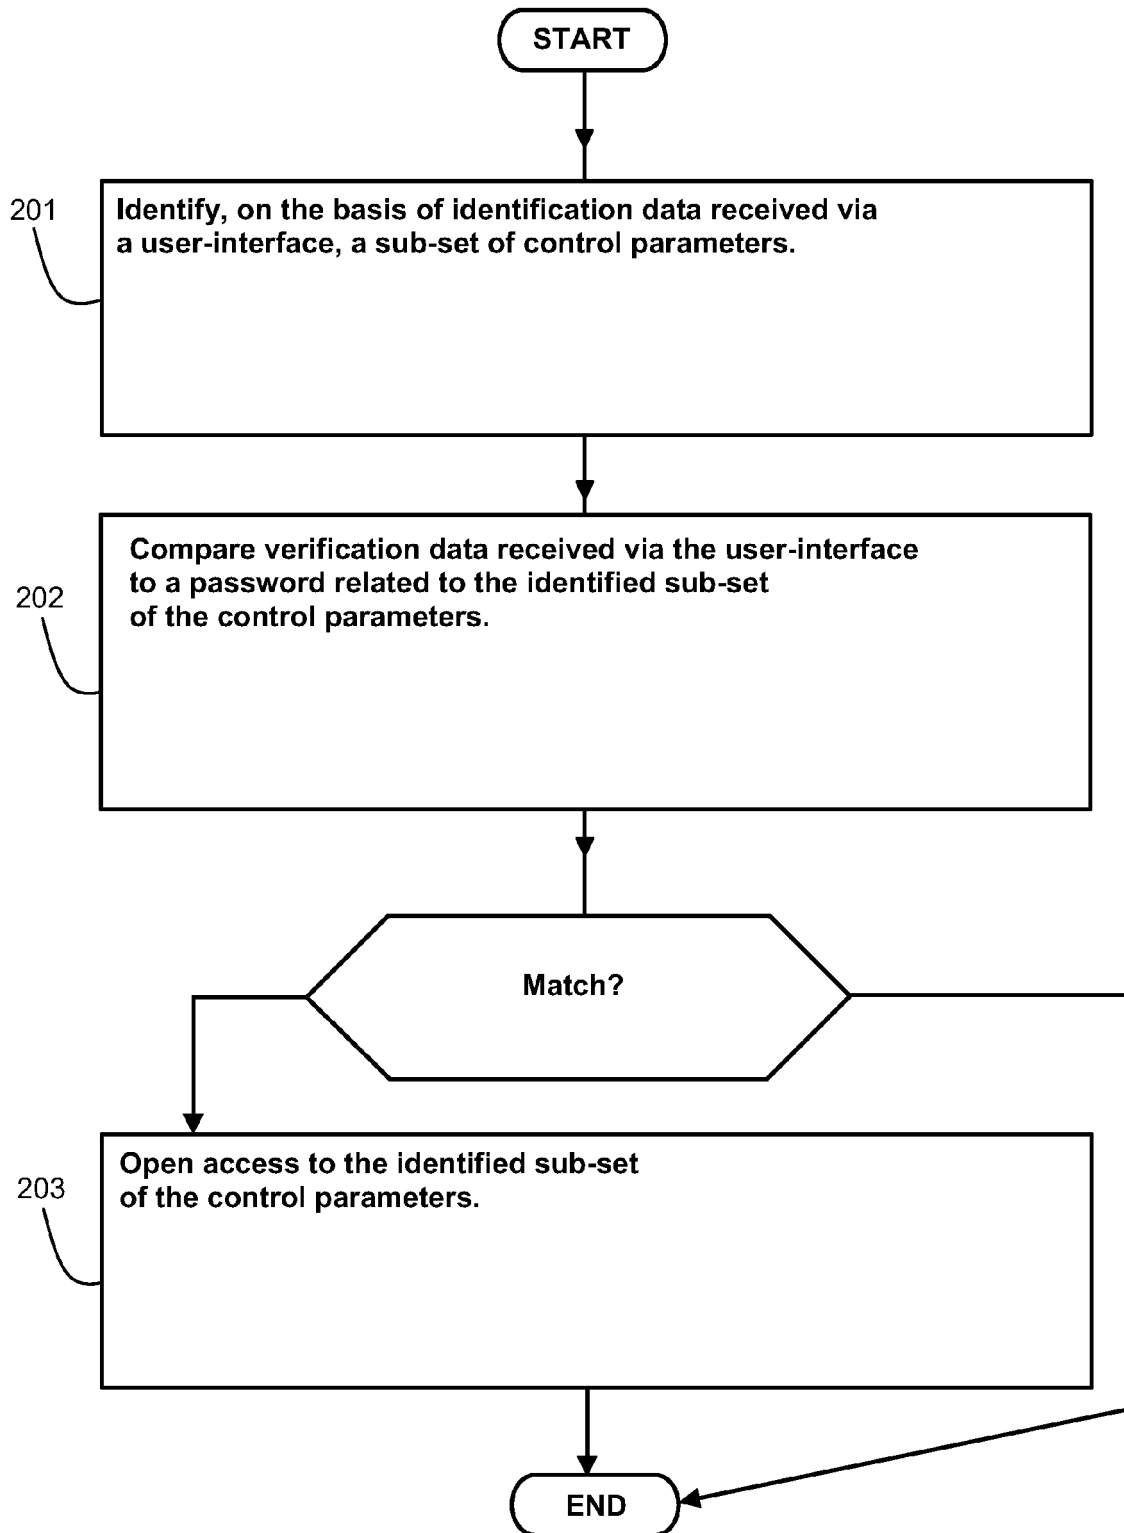 START
201
Identify, on the basis of identification data received via
a user-interface, a sub-set of control parameters.
202
Compare verification data received via the user-interface
to a password related to the identified sub-set
of the control parameters.
Match?
203
Open access to the identified sub-set
of the control parameters.
END